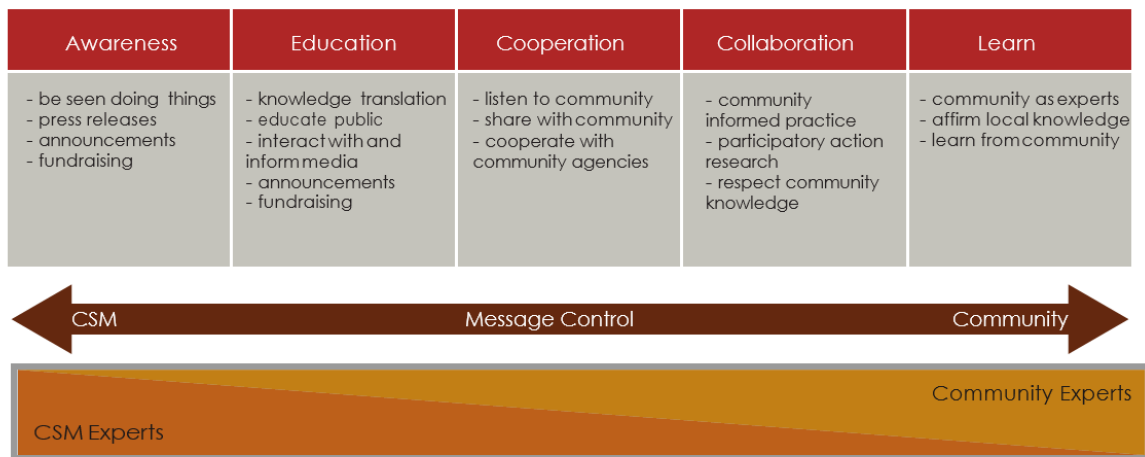 Awareness
Education
Cooperation
Collaboration
Learn
- be seen doing things
- press releases
- announcements
- fundraising
- knowledge translation
- educate public
- interact with and
inform media
- announcements
- fundraising
- listen to community
- share with community
- cooperate with
community agencies
- community
informed practice
- participatory action
research
- respect community
knowledge
- community as experts
- affirm local knowledge
- learn from community
CSM
Message Control
Community
Community Experts
CSM Experts